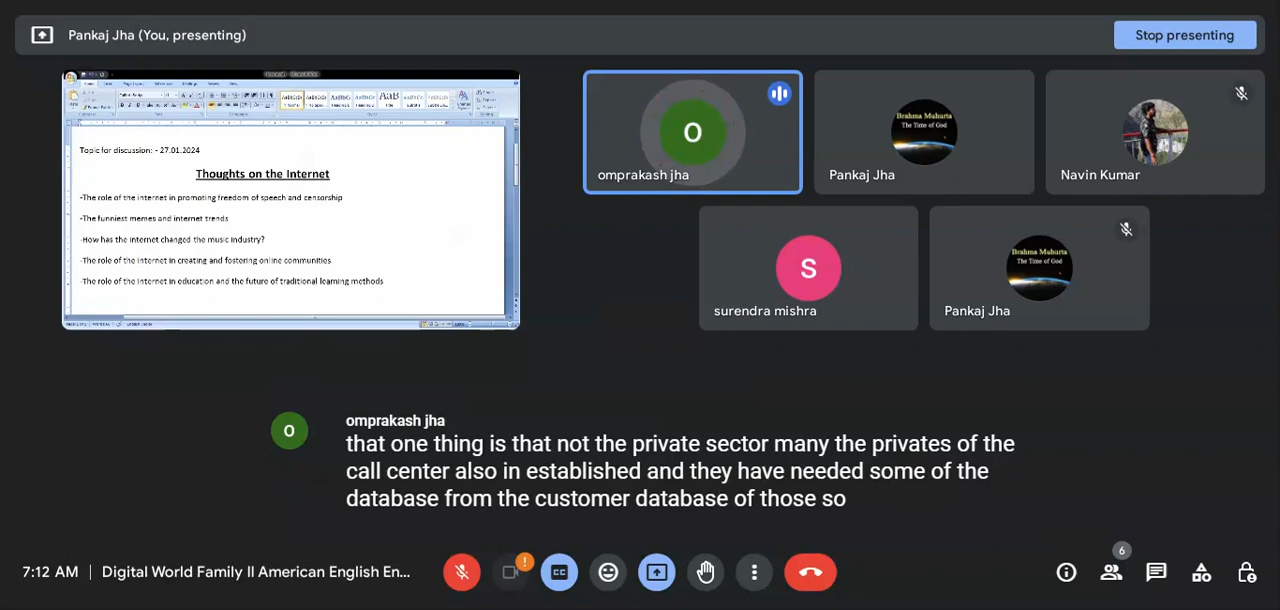 Pankaj Jha (You, presenting)
Stop presenting
Topic for discussion: - 27.01.2024
Thoughts on the Internet
-The role of the internet in promoting freedom of speech and censorship
-The funniest memes and internet trends
-How has the internet changed the music industry?
-The role of the internet in creating and fostering online communities
-The role of the internet in education and the future of traditional learning methods
O
omprakash jha
Brahma Muhurta
The Time of God
Pankaj Jha
Navin Kumar
S
surendra mishra
Brahma Muhurta
The Time of God
Pankaj Jha
O
omprakash jha
that one thing is that not the private sector many the privates of the
call center also in established and they have needed some of the
database from the customer database of those so
7:12 AM
Digital World Family II American English En...
CC
6